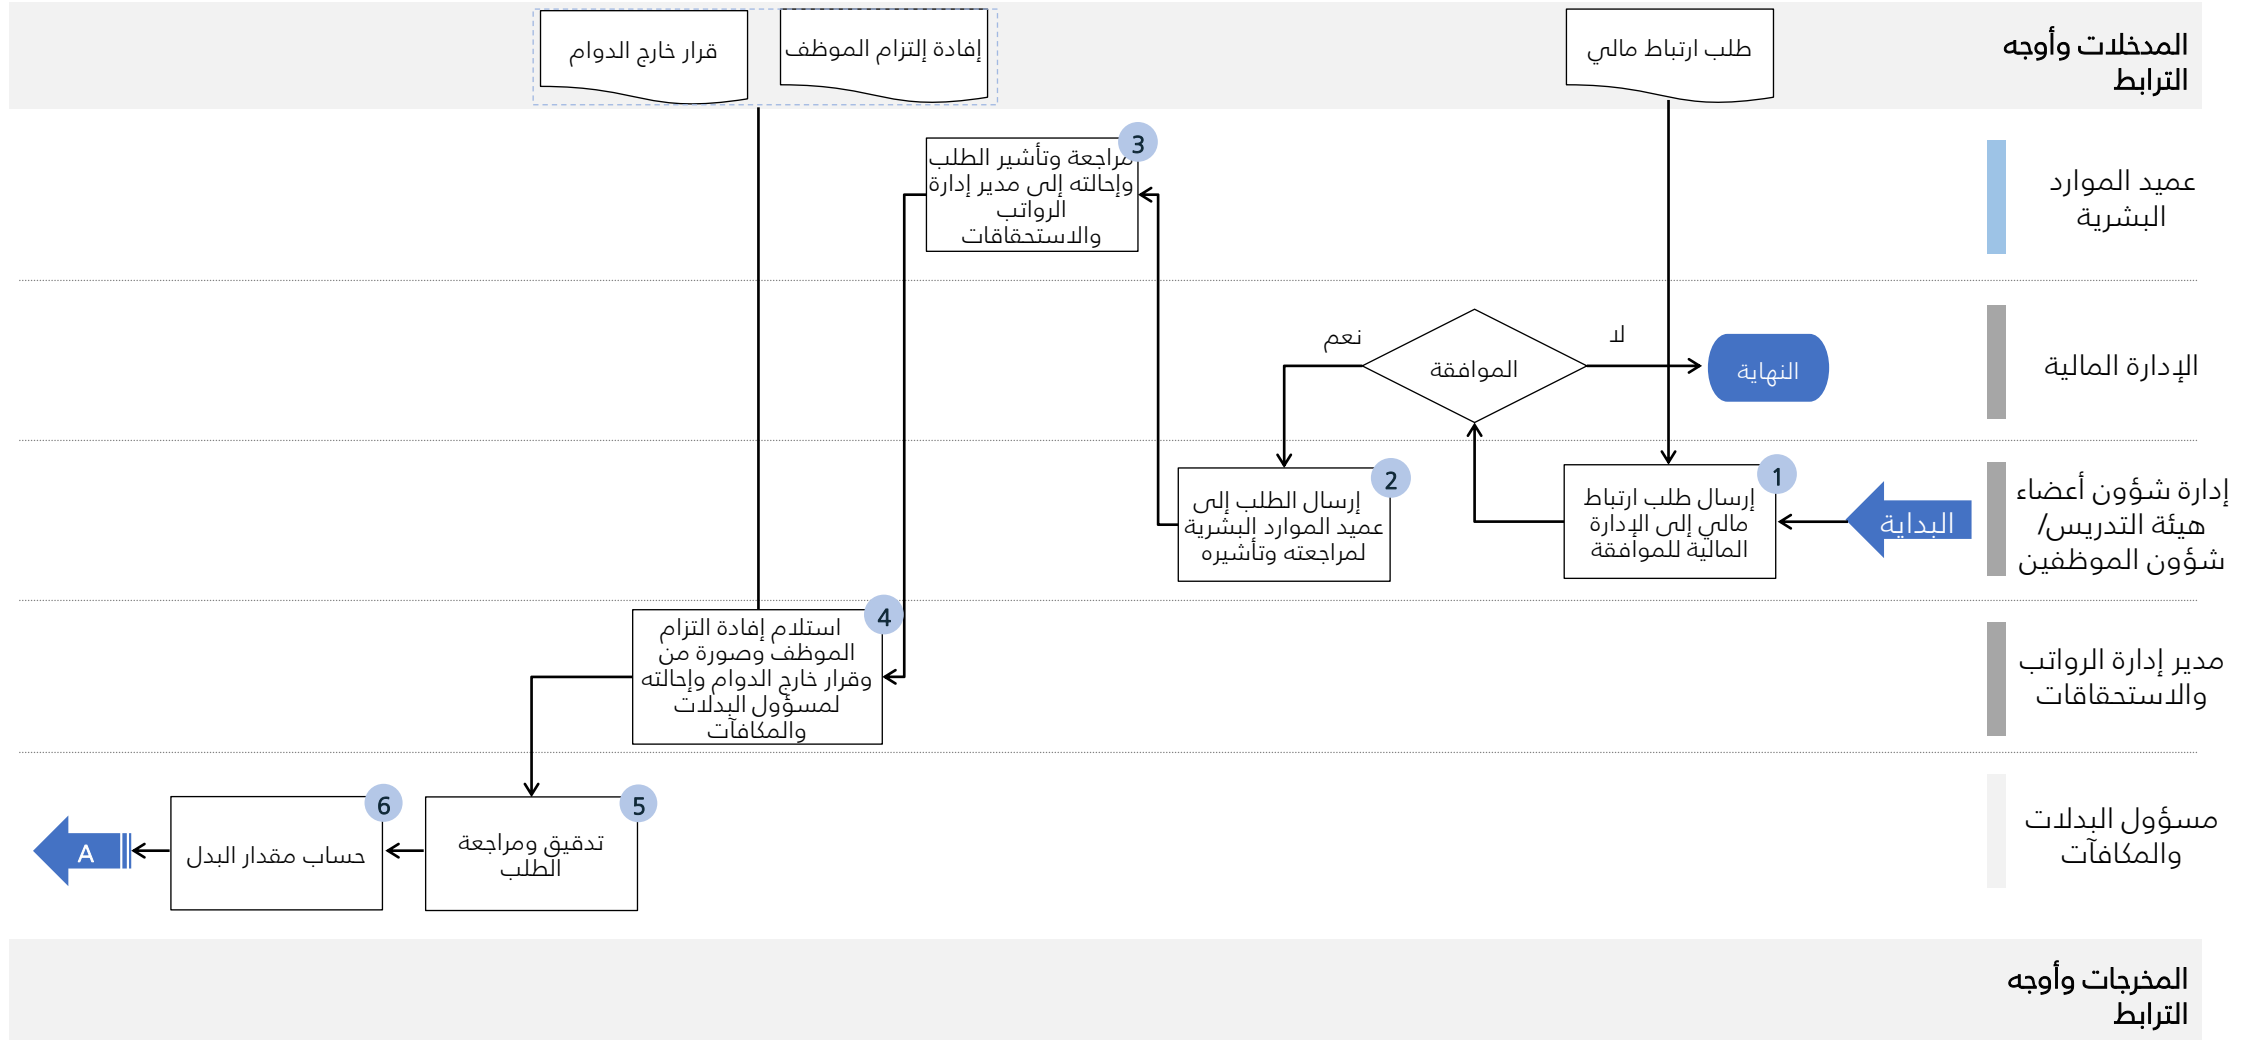 المدخلات وأوجه
الترابط
طلب ارتباط مالي
إفادة إلتزام الموظف
قرار خارج الدوام
عميد الموارد
البشرية
3
مراجعة وتأشير الطلب
وإحالته إلى مدير إدارة
الرواتب
والاستحقاقات
الإدارة المالية
النهاية
لا
الموافقة
نعم
إدارة شؤون أعضاء
هيئة التدريس/
شؤون الموظفين
البداية
1
إرسال طلب ارتباط
مالي إلى الإدارة
المالية للموافقة
2
إرسال الطلب إلى
عميد الموارد البشرية
لمراجعته وتأشيره
مدير إدارة الرواتب
والاستحقاقات
4
استلام إفادة التزام
الموظف وصورة من
وقرار خارج الدوام وإحالته
لمسؤول البدلات
والمكافآت
مسؤول البدلات
والمكافآت
5
تدقيق ومراجعة
الطلب
6
حساب مقدار البدل
A
المخرجات وأوجه
الترابط